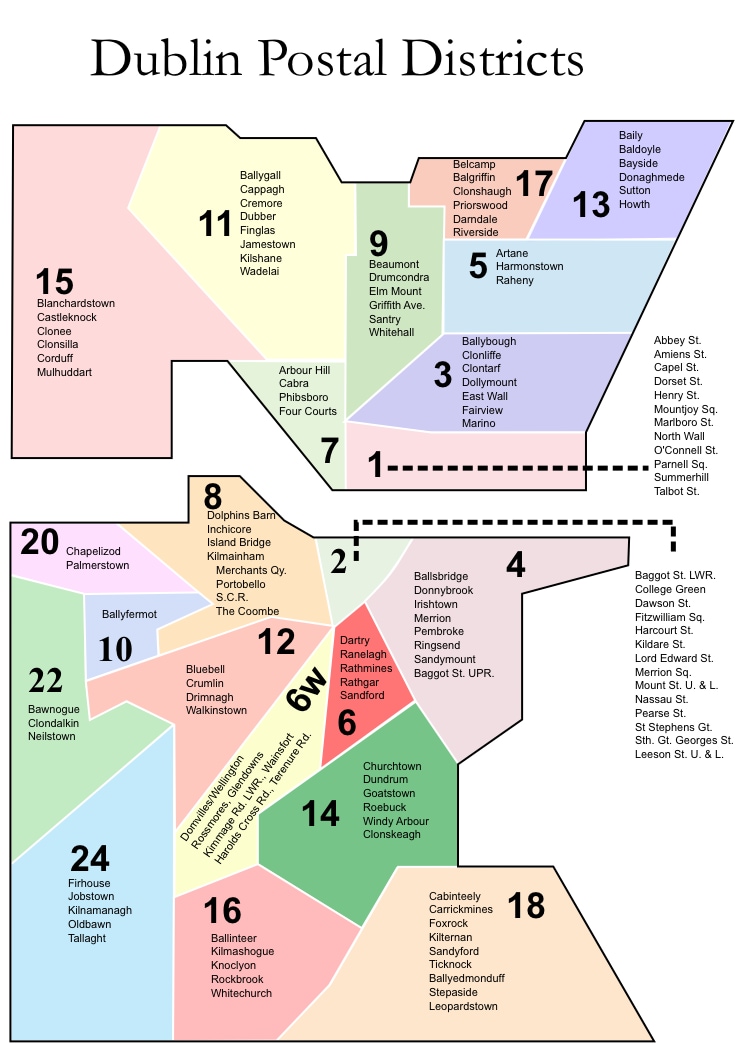 Dublin Postal Districts
15
Blanchardstown
Castleknock
Clonee
Clonsilla
Corduff
Mulhuddart
11
Ballygall
Cappagh
Cremore
Dubber
Finglas
Jamestown
Kilshane
Wadelai
9
Beaumont
Drumcondra
Elm Mount
Griffith Ave.
Santry
Whitehall
17
Belcamp
Balgriffin
Clonshaugh
Priorswood
Darndale
Riverside
13
Baily
Baldoyle
Bayside
Donaghmede
Sutton
Howth
5
Artane
Harmonstown
Raheny
3
Ballybough
Clonliffe
Clontarf
Dollymount
East Wall
Fairview
Marino
7
Arbour Hill
Cabra
Phibsboro
Four Courts
1
Abbey St.
Amiens St.
Capel St.
Dorset St.
Henry St.
Mountjoy Sq.
Marlboro St.
North Wall
O'Connell St.
Parnell Sq.
Summerhill
Talbot St.
8
Dolphins Barn
Inchicore
Island Bridge
Kilmainham
Merchants Qy.
Portobello
S.C.R.
The Coombe
20
Chapelizod
Palmerstown
2
Baggot St. LWR.
College Green
Dawson St.
Fitzwilliam Sq.
Harcourt St.
Kildare St.
Lord Edward St.
Merrion Sq.
Mount St. U. & L.
Nassau St.
Pearse St.
St Stephens Gt.
Sth. Gt. Georges St.
Leeson St. U. & L.
4
Ballsbridge
Donnybrook
Irishtown
Merrion
Pembroke
Ringsend
Sandymount
Baggot St. UPR.
10
Ballyfermot
12
Bluebell
Crumlin
Drimnagh
Walkinstown
22
Bawnogue
Clondalkin
Neilstown
6w
Domvilles/Wellington
Rossmores, Glendowns
Kimmage Rd. LWR., Wainsfort
Harolds Cross Rd., Terenure Rd.
6
Dartry
Ranelagh
Rathmines
Rathgar
Sandford
14
Churchtown
Dundrum
Goatstown
Roebuck
Windy Arbour
Clonskeagh
24
Firhouse
Jobstown
Kilnamanagh
Oldbawn
Tallaght
16
Ballinteer
Kilmashogue
Knoclyon
Rockbrook
Whitechurch
18
Cabinteely
Carrickmines
Foxrock
Kilternan
Sandyford
Ticknock
Ballyedmonduff
Stepaside
Leopardstown